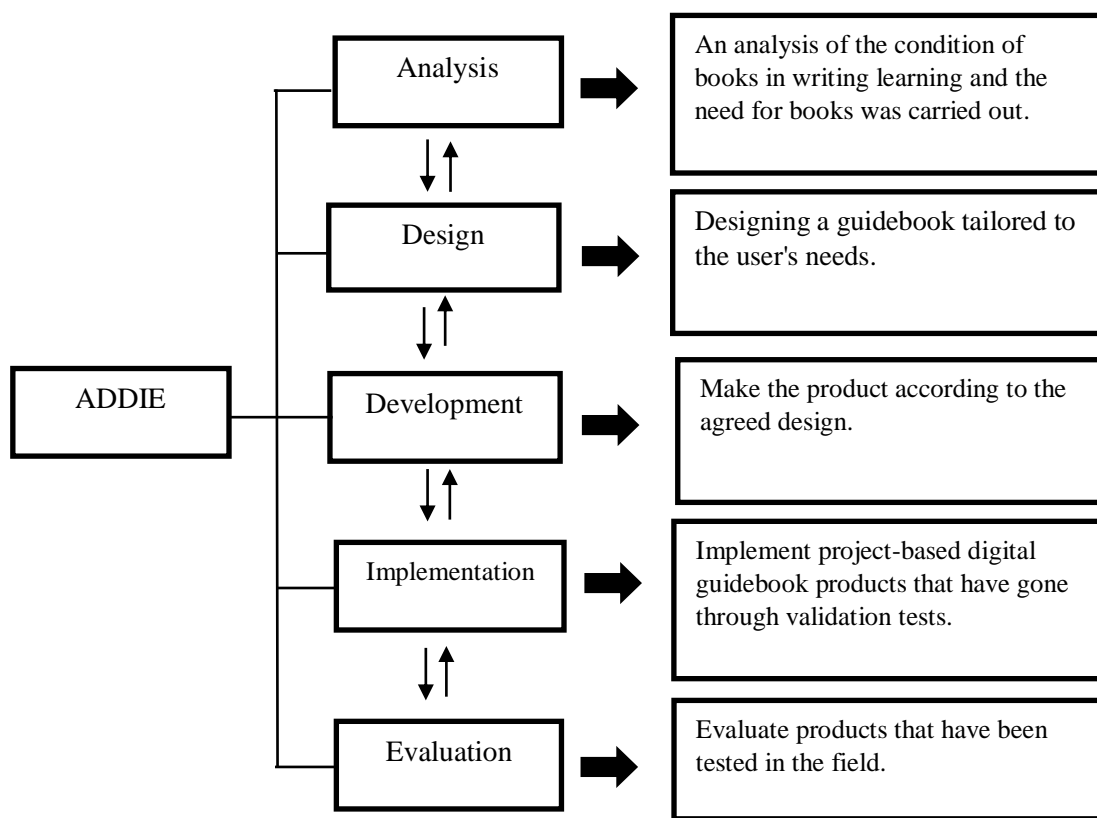 Analysis
An analysis of the condition of
books in writing learning and the
need for books was carried out.
Design
Designing a guidebook tailored to
the user's needs.
ADDIE
Development
Make the product according to the
agreed design.
Implementation
Implement project-based digital
guidebook products that have gone
through validation tests.
Evaluation
Evaluate products that have been
tested in the field.